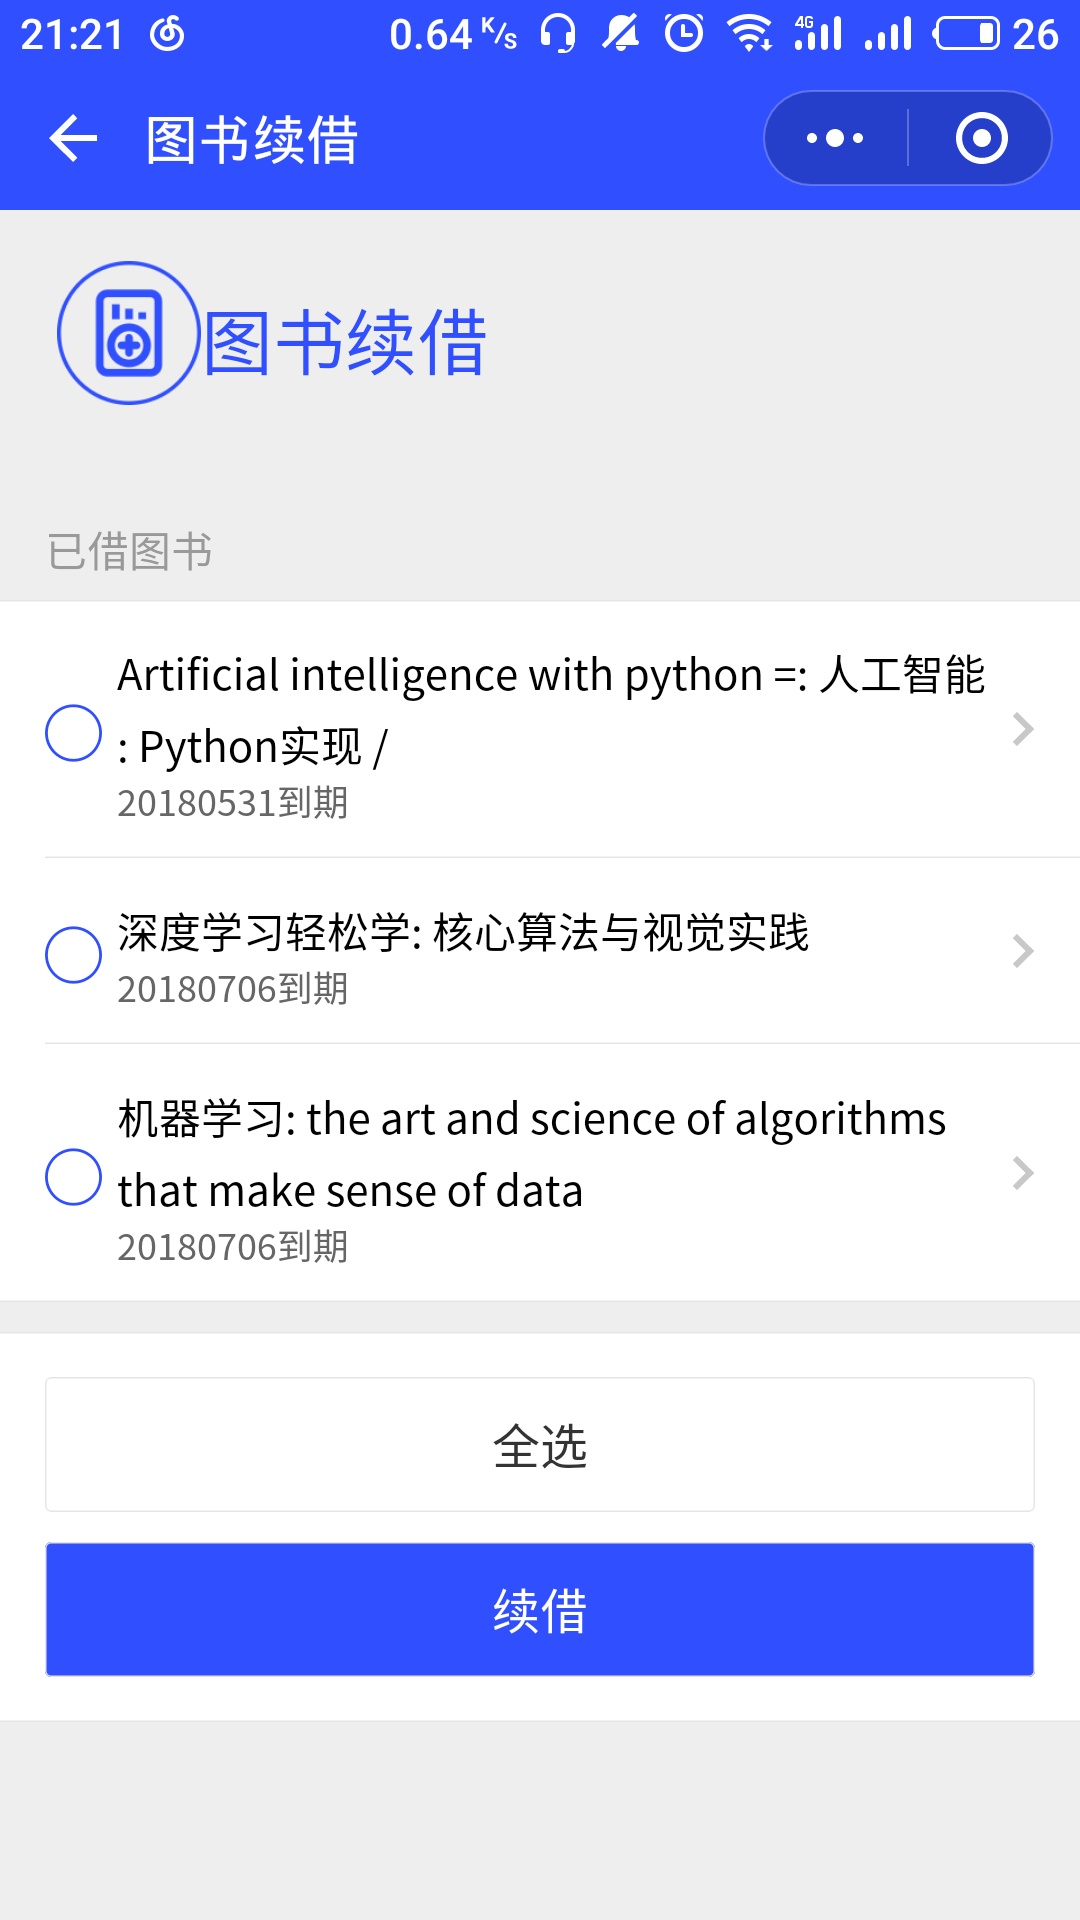 21:21 0.64 K/s 4G 26
图书续借
图书续借
已借图书
Artificial intelligence with python =: 人工智能
: Python实现 /
20180531到期
深度学习轻松学: 核心算法与视觉实践
20180706到期
机器学习: the art and science of algorithms
that make sense of data
20180706到期
全选
续借